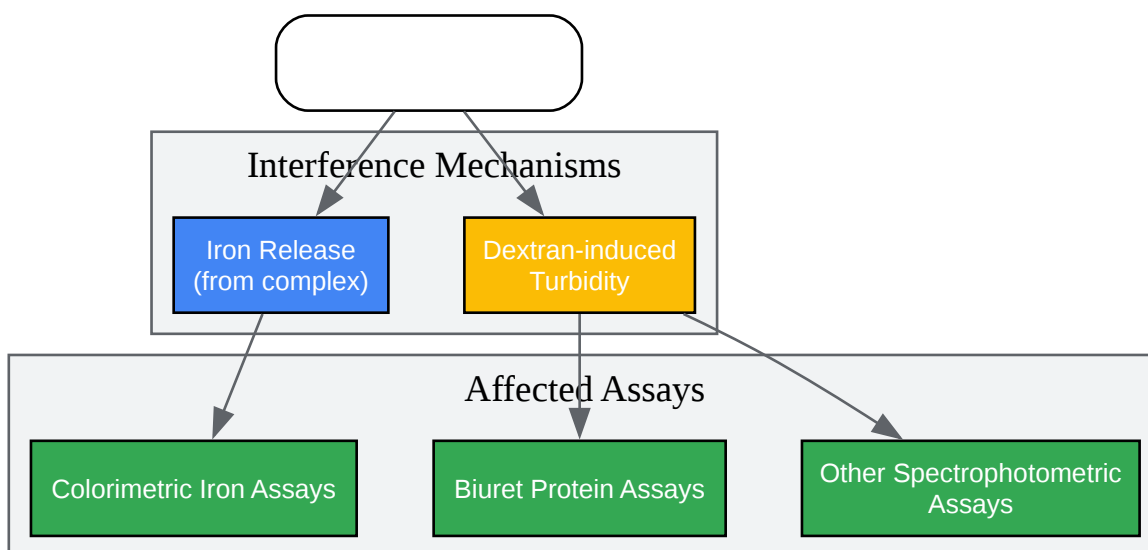 Interference Mechanisms
Iron Release
(from complex)
Dextran-induced
Turbidity
Affected Assays
Colorimetric Iron Assays
Biuret Protein Assays
Other Spectrophotometric
Assays